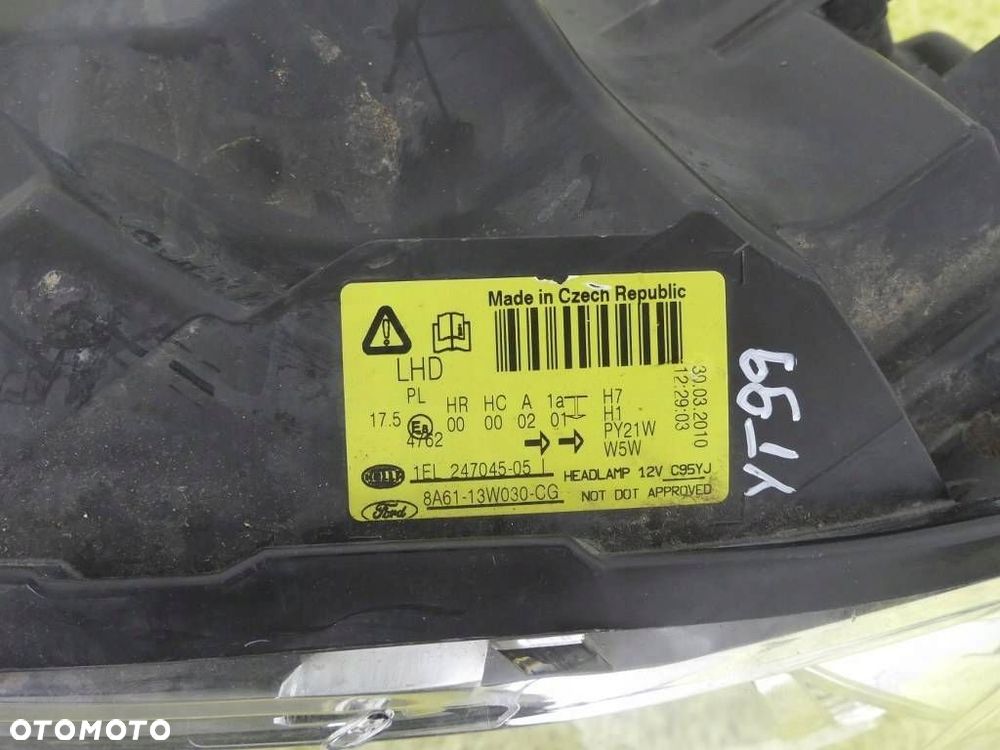 Made in Czech Republic
LHD
PL
17.5
4762
HR HC A 1a
00 00 02 01
H7
H1
PY21W
W5W
30.03.2010
12:29:03
HELLA
1EL 247045-05 L
HEADLAMP 12V C95YJ
Ford
8A61-13W030-CG
NOT DOT APPROVED
OTOMOTO